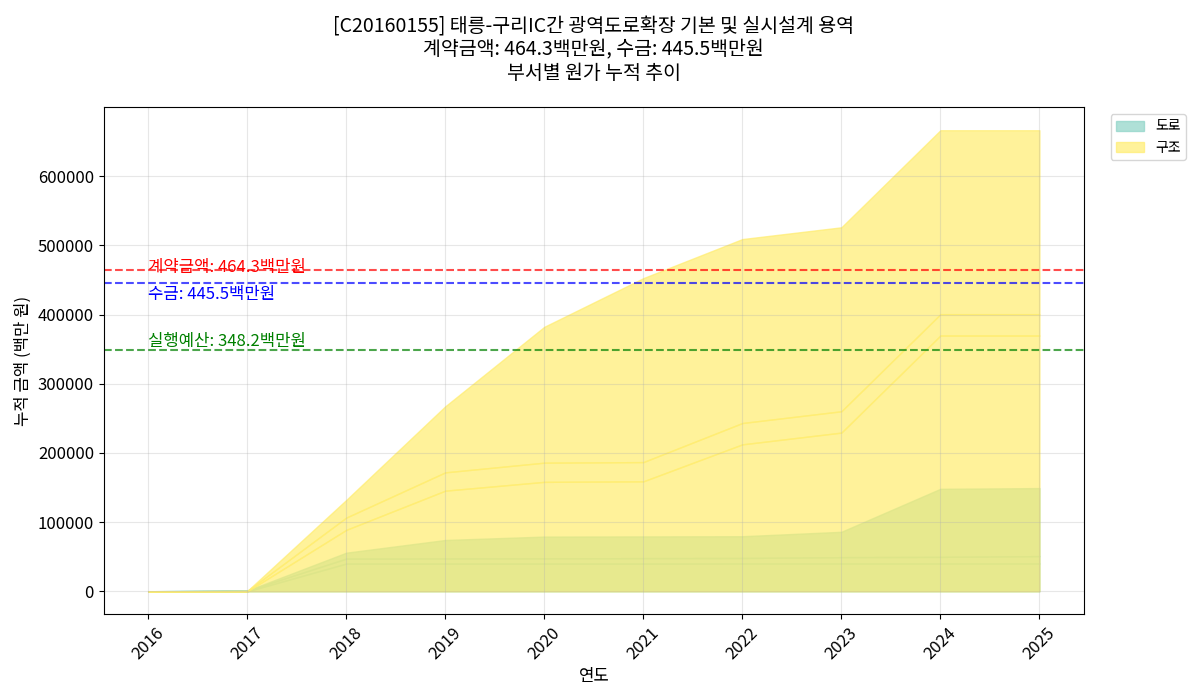 [C20160155] 태릉-구리IC간 광역도로확장 기본 및 실시설계 용역
계약금액: 464.3백만원, 수금: 445.5백만원
부서별 원가 누적 추이
도로
구조
누적 금액 (백만 원)
600000
500000
400000
300000
200000
100000
0
계약금액: 464.3백만원
수금: 445.5백만원
실행예산: 348.2백만원
2016
2017
2018
2019
2020
2021
2022
2023
2024
2025
연도